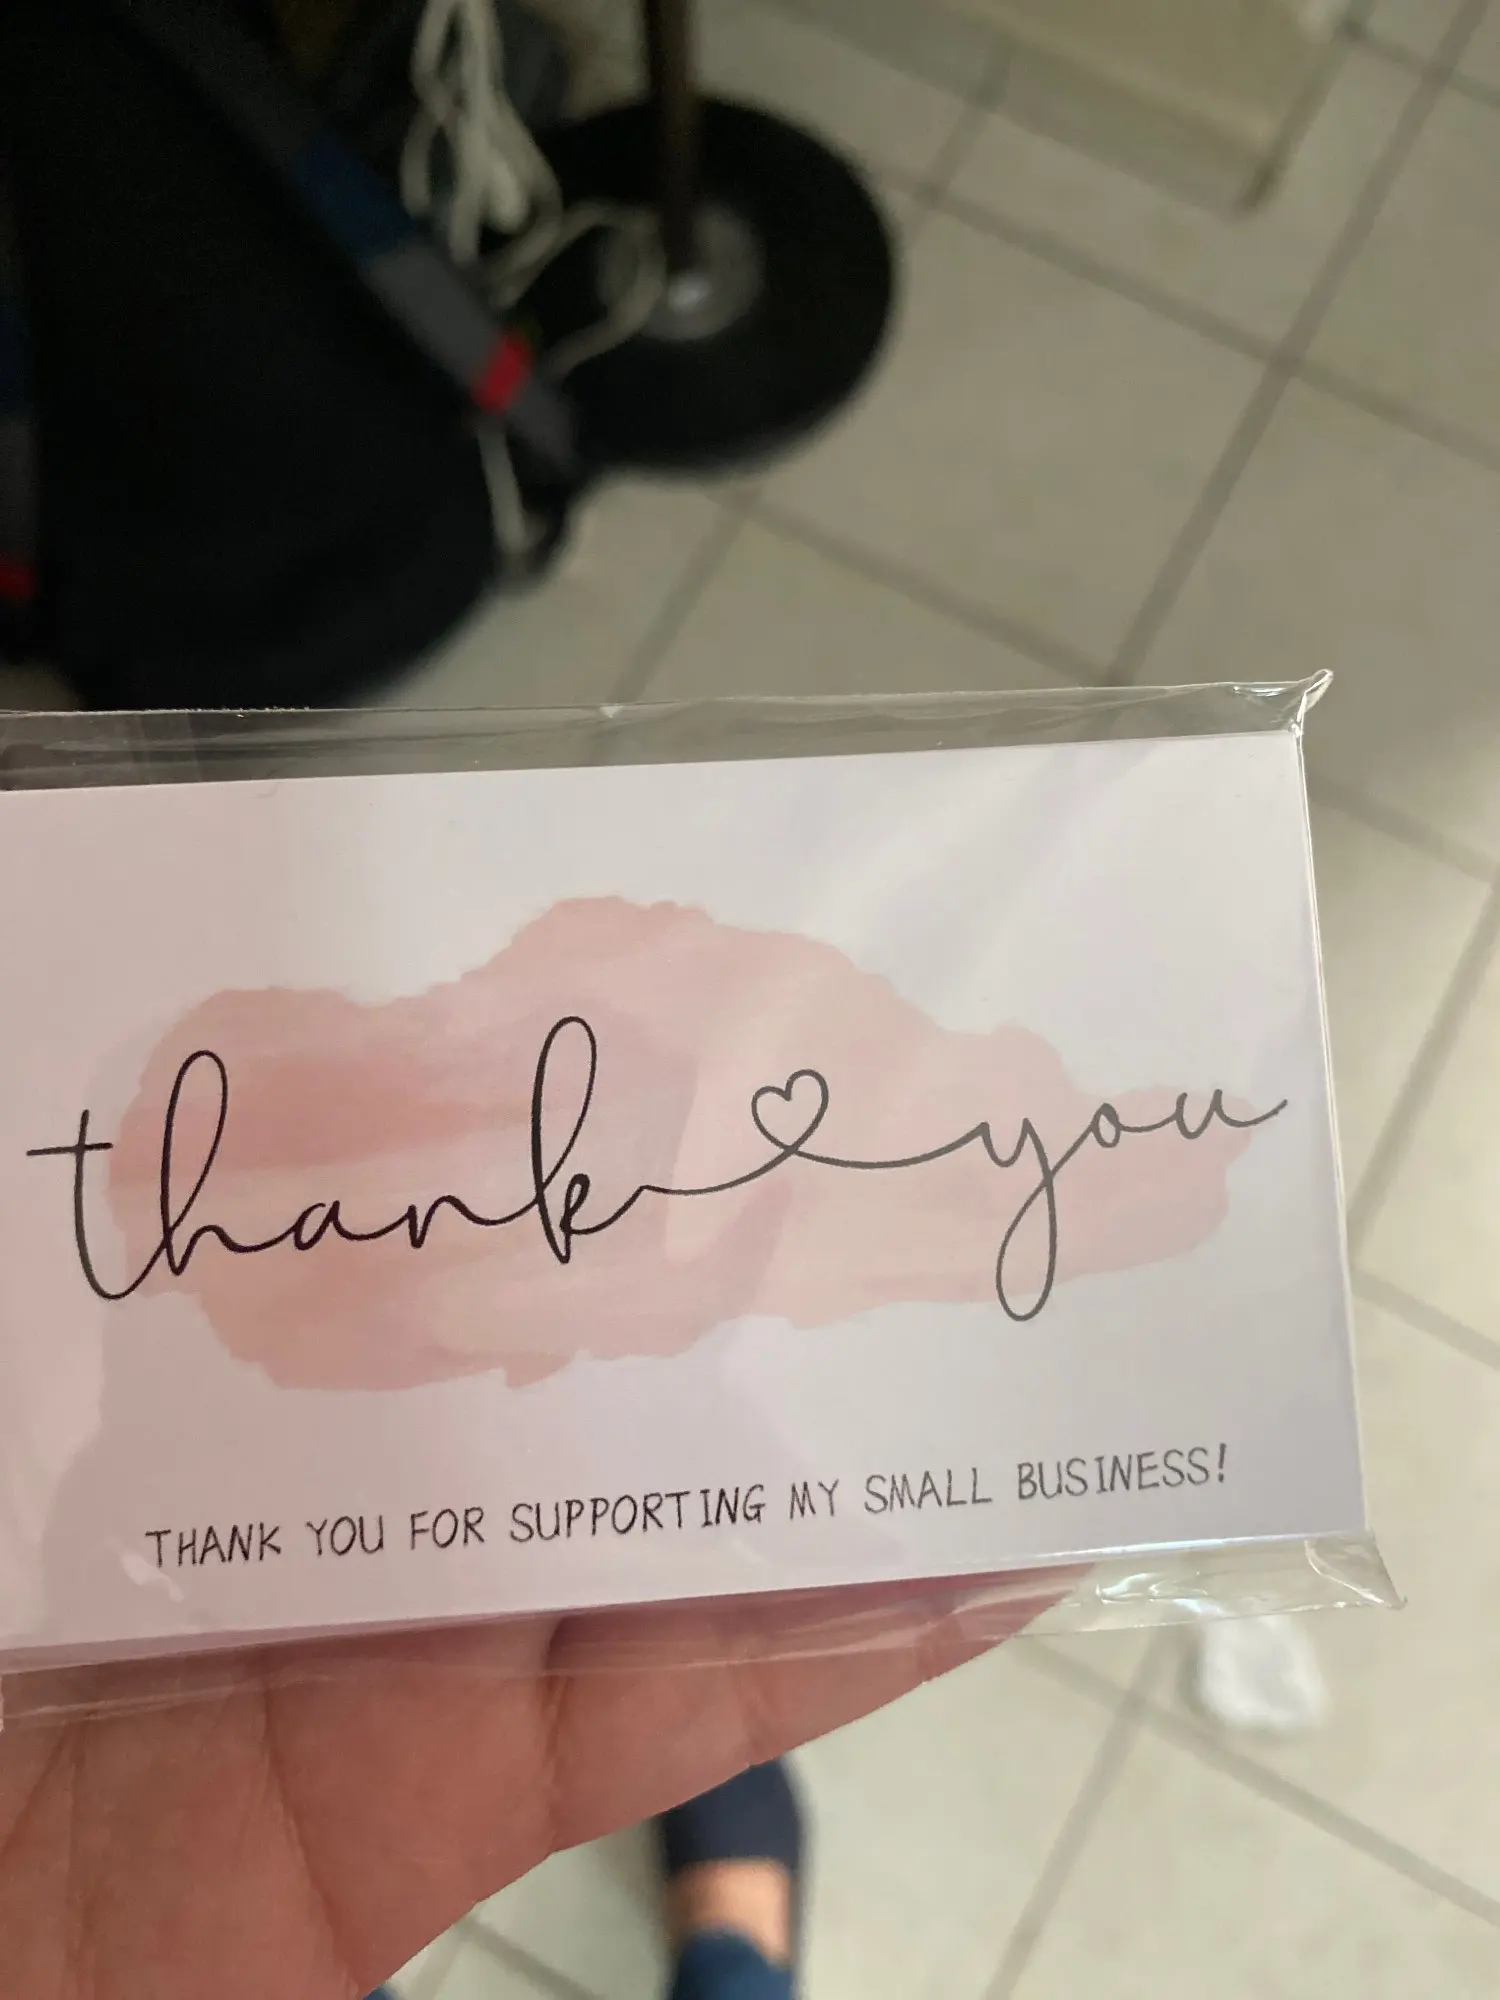 thank you
THANK YOU FOR SUPPORTING MY SMALL BUSINESS!